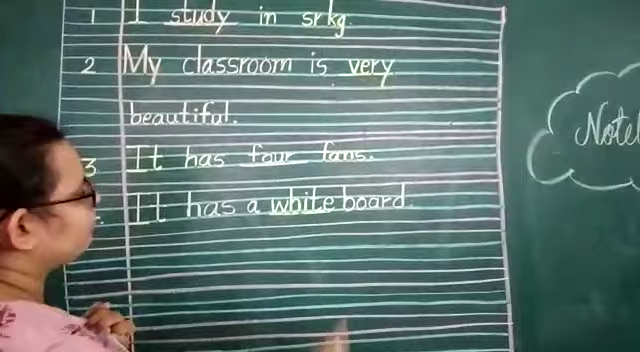 1 I study in srkg.
2 My classroom is very
beautiful.
3 It has four fans.
It has a white board.